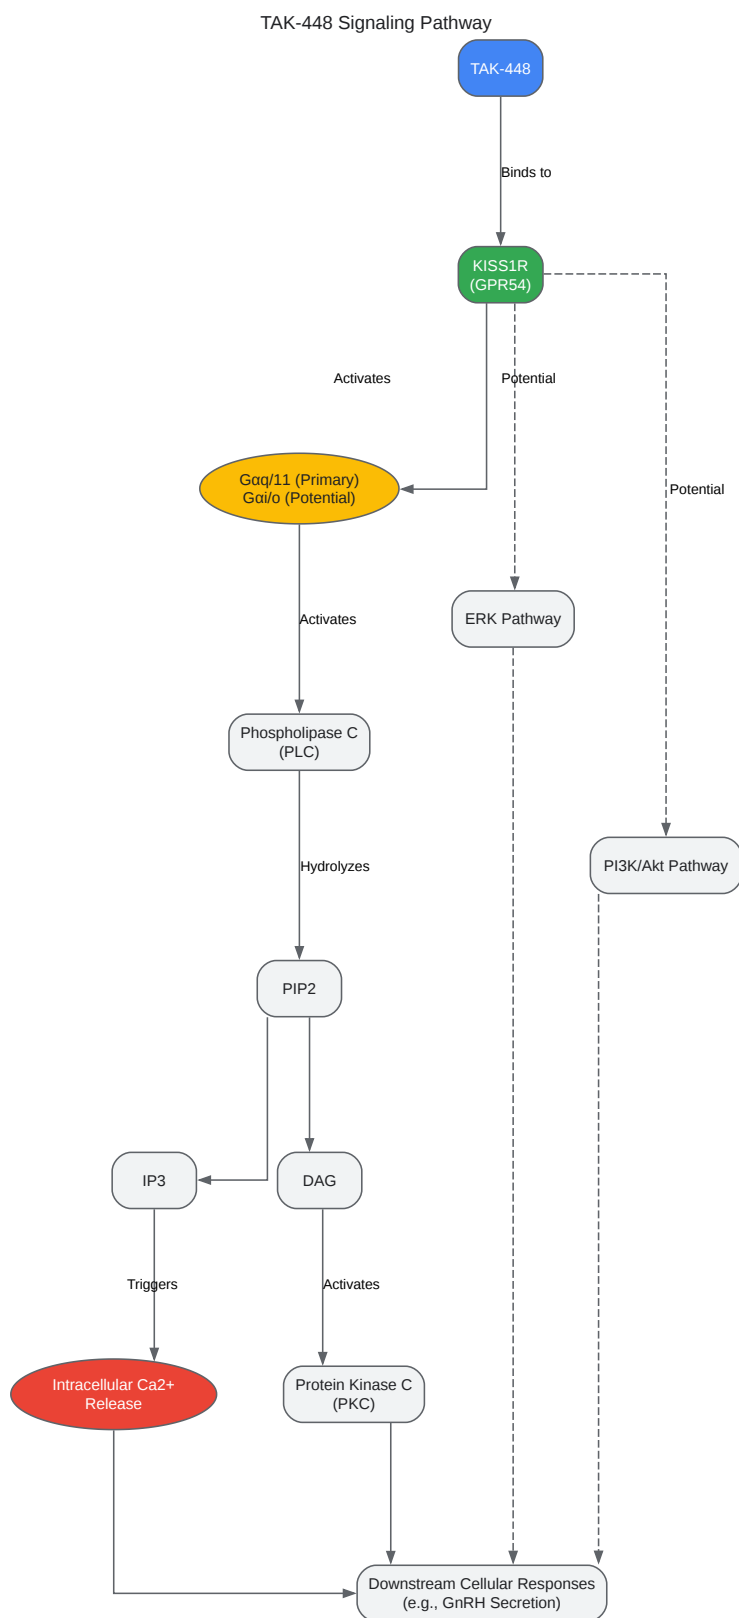 TAK-448 Signaling Pathway
TAK-448
Binds to
KISS1R
(GPR54)
Activates
Potential
Gαq/11 (Primary)
Gαi/o (Potential)
Potential
Activates
ERK Pathway
Phospholipase C
(PLC)
Hydrolyzes
PI3K/Akt Pathway
PIP2
IP3
DAG
Triggers
Activates
Intracellular Ca2+
Release
Protein Kinase C
(PKC)
Downstream Cellular Responses
(e.g., GnRH Secretion)